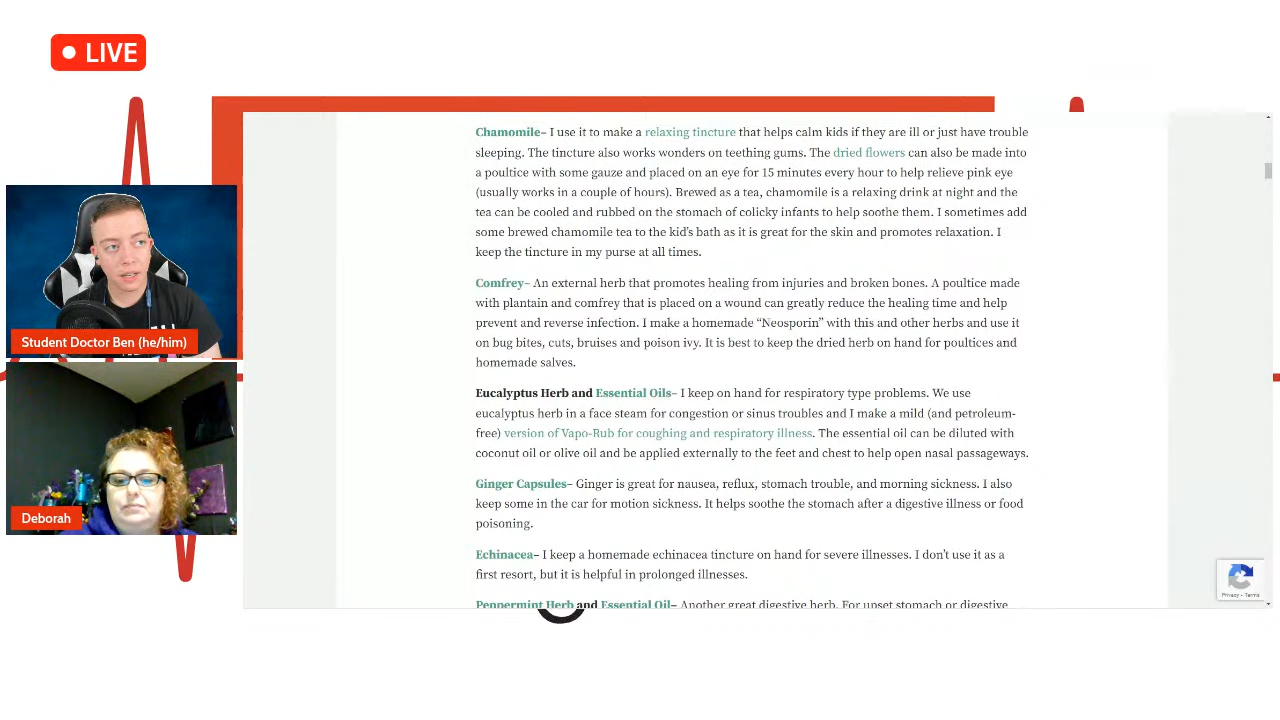 LIVE
Chamomile– I use it to make a relaxing tincture that helps calm kids if they are ill or just have trouble
sleeping. The tincture also works wonders on teething gums. The dried flowers can also be made into
a poultice with some gauze and placed on an eye for 15 minutes every hour to help relieve pink eye
(usually works in a couple of hours). Brewed as a tea, chamomile is a relaxing drink at night and the
tea can be cooled and rubbed on the stomach of colicky infants to help soothe them. I sometimes add
some brewed chamomile tea to the kid's bath as it is great for the skin and promotes relaxation. I
keep the tincture in my purse at all times.
Comfrey– An external herb that promotes healing from injuries and broken bones. A poultice made
with plantain and comfrey that is placed on a wound can greatly reduce the healing time and help
prevent and reverse infection. I make a homemade “Neosporin” with this and other herbs and use it
on bug bites, cuts, bruises and poison ivy. It is best to keep the dried herb on hand for poultices and
homemade salves.
Eucalyptus Herb and Essential Oils– I keep on hand for respiratory type problems. We use
eucalyptus herb in a face steam for congestion or sinus troubles and I make a mild (and petroleum-
free) version of Vapo-Rub for coughing and respiratory illness. The essential oil can be diluted with
coconut oil or olive oil and be applied externally to the feet and chest to help open nasal passageways.
Ginger Capsules– Ginger is great for nausea, reflux, stomach trouble, and morning sickness. I also
keep some in the car for motion sickness. It helps soothe the stomach after a digestive illness or food
poisoning.
Echinacea– I keep a homemade echinacea tincture on hand for severe illnesses. I don't use it as a
first resort, but it is helpful in prolonged illnesses.
Peppermint Herb and Essential Oil– Another great digestive herb. For upset stomach or digestive
Student Doctor Ben (he/him)
Deborah
Privacy - Terms